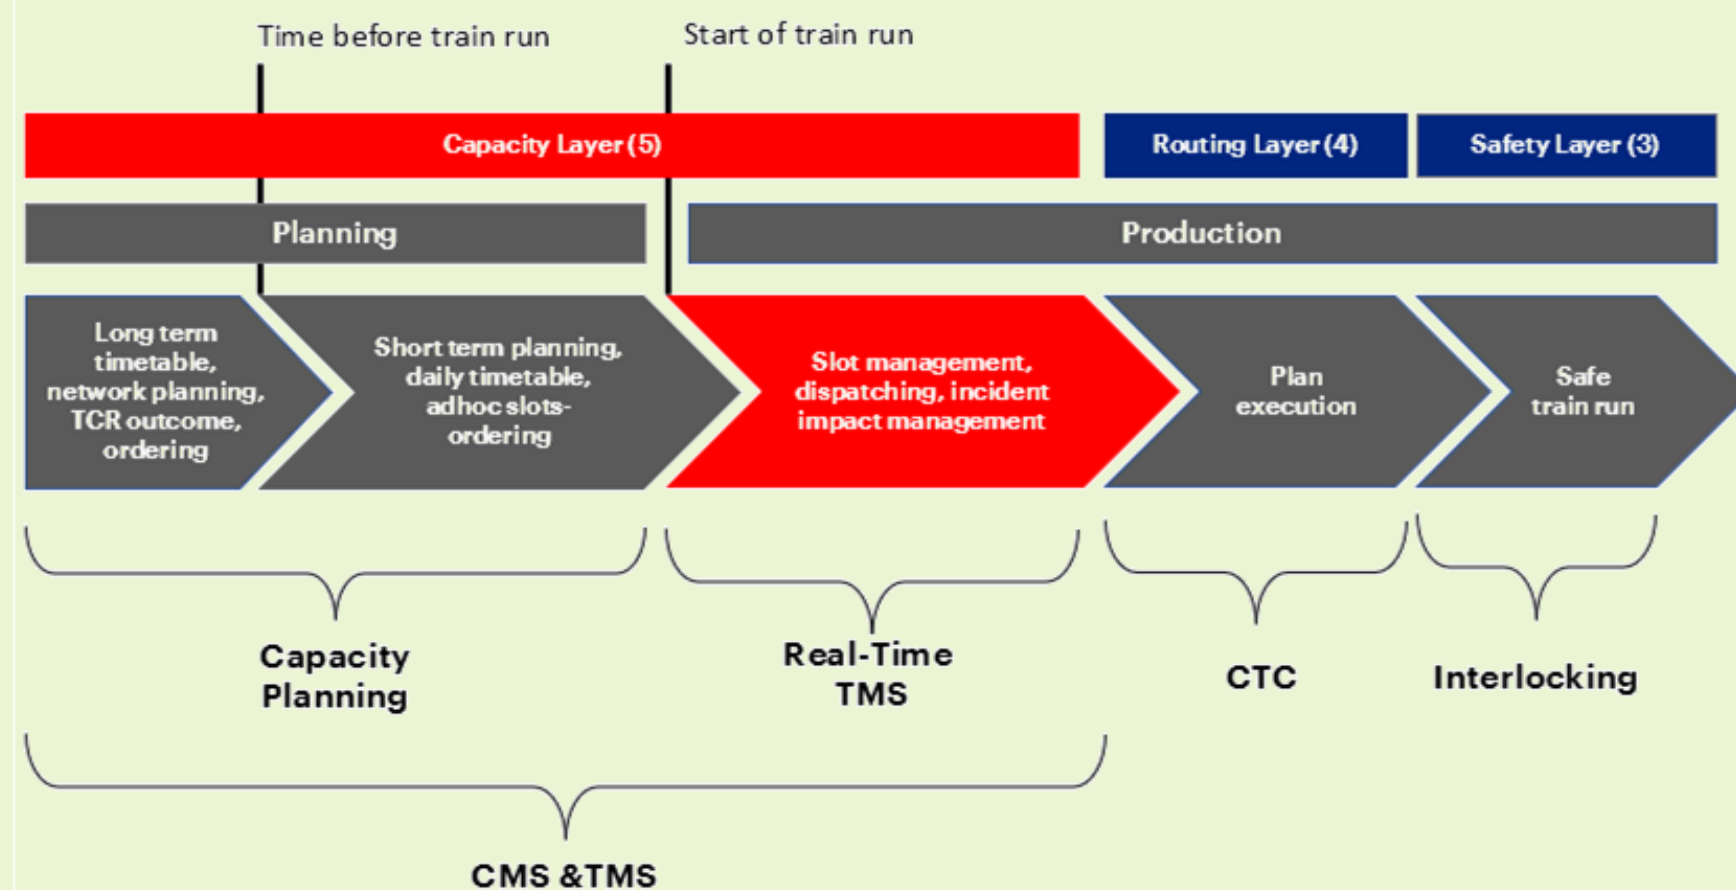 Time before train run
Start of train run
Capacity Layer (5)
Routing Layer (4)
Safety Layer (3)
Planning
Production
Long term
timetable,
network planning,
TCR outcome,
ordering
Short term planning,
daily timetable,
adhoc slots-
ordering
Slot management,
dispatching, incident
impact management
Plan
execution
Safe
train run
Capacity
Planning
Real-Time
TMS
CTC
Interlocking
CMS &TMS